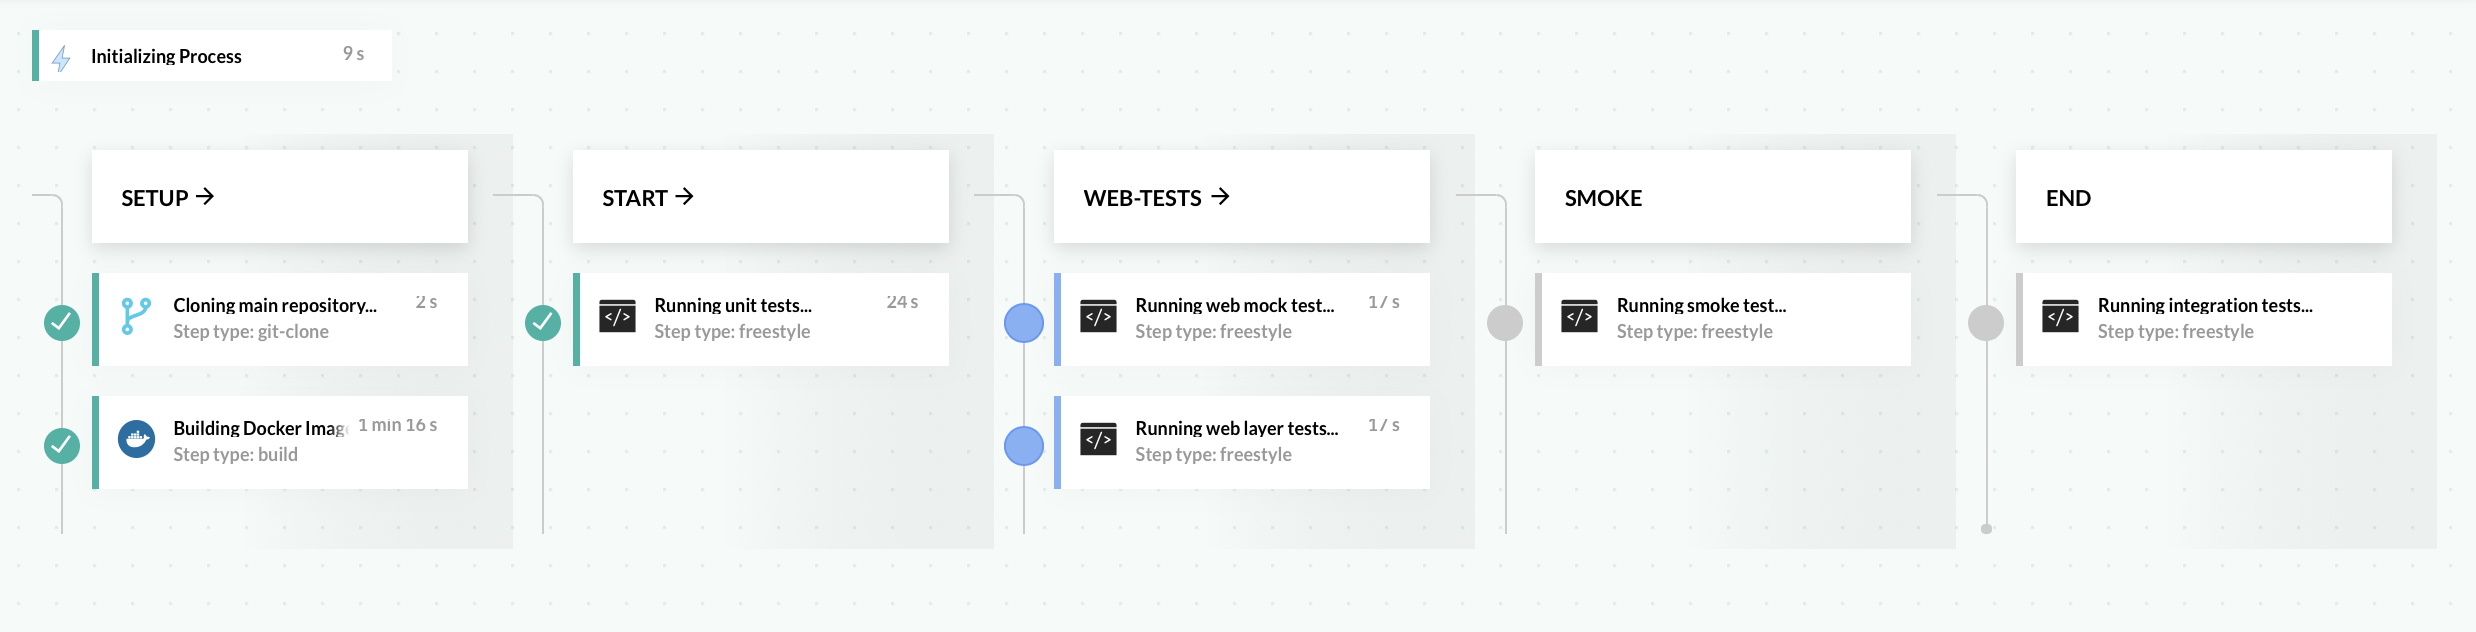 Initializing Process 9 s
SETUP →
START →
WEB-TESTS →
SMOKE
END
Cloning main repository... 2 s
Step type: git-clone
Building Docker Imag 1 min 16 s
Step type: build
Running unit tests... 24 s
Step type: freestyle
Running web mock test... 17 s
Step type: freestyle
Running web layer tests... 17 s
Step type: freestyle
Running smoke test...
Step type: freestyle
Running integration tests...
Step type: freestyle